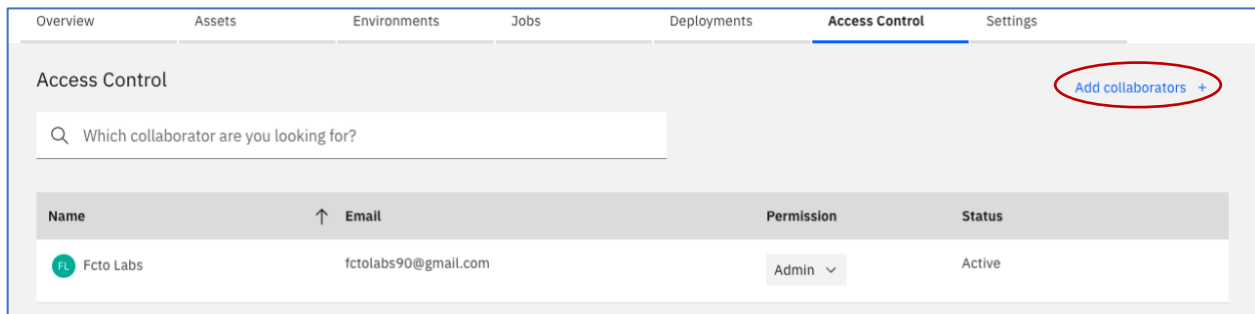 Overview Assets Environments Jobs Deployments Access Control Settings
Access Control
Add collaborators +
Which collaborator are you looking for?
Name ↑ Email Permission Status
FL Fcto Labs fctolabs90@gmail.com Admin Active